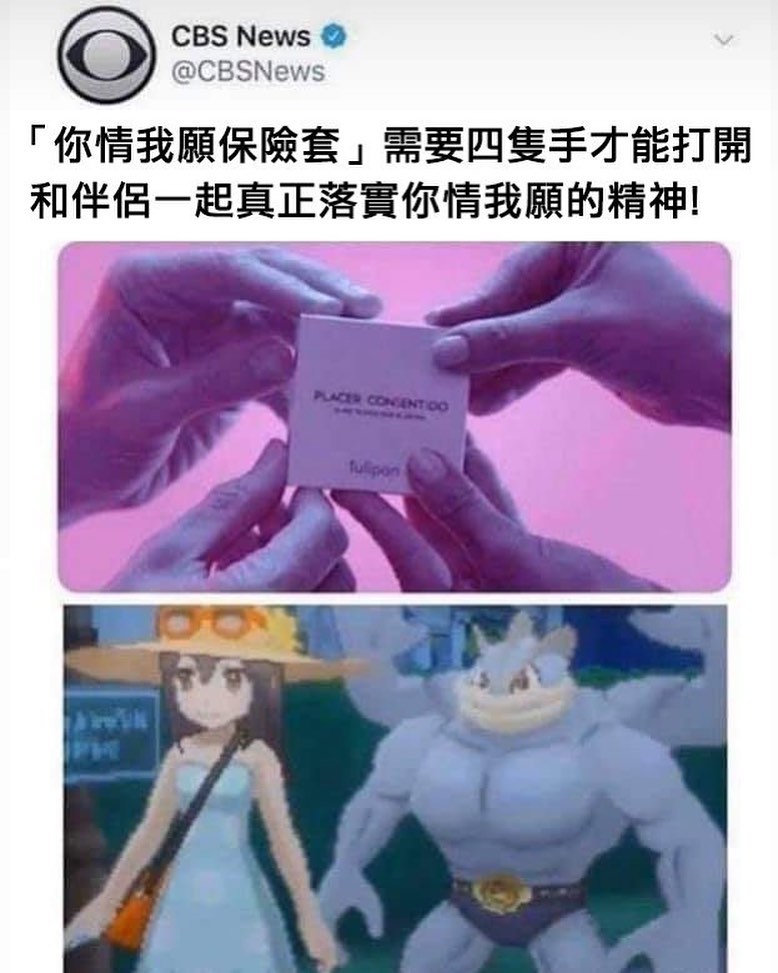 CBS News
@CBSNews
「你情我願保險套」需要四隻手才能打開
和伴侶一起真正落實你情我願的精神!
PLACER CONSENTIDO
Tulipan